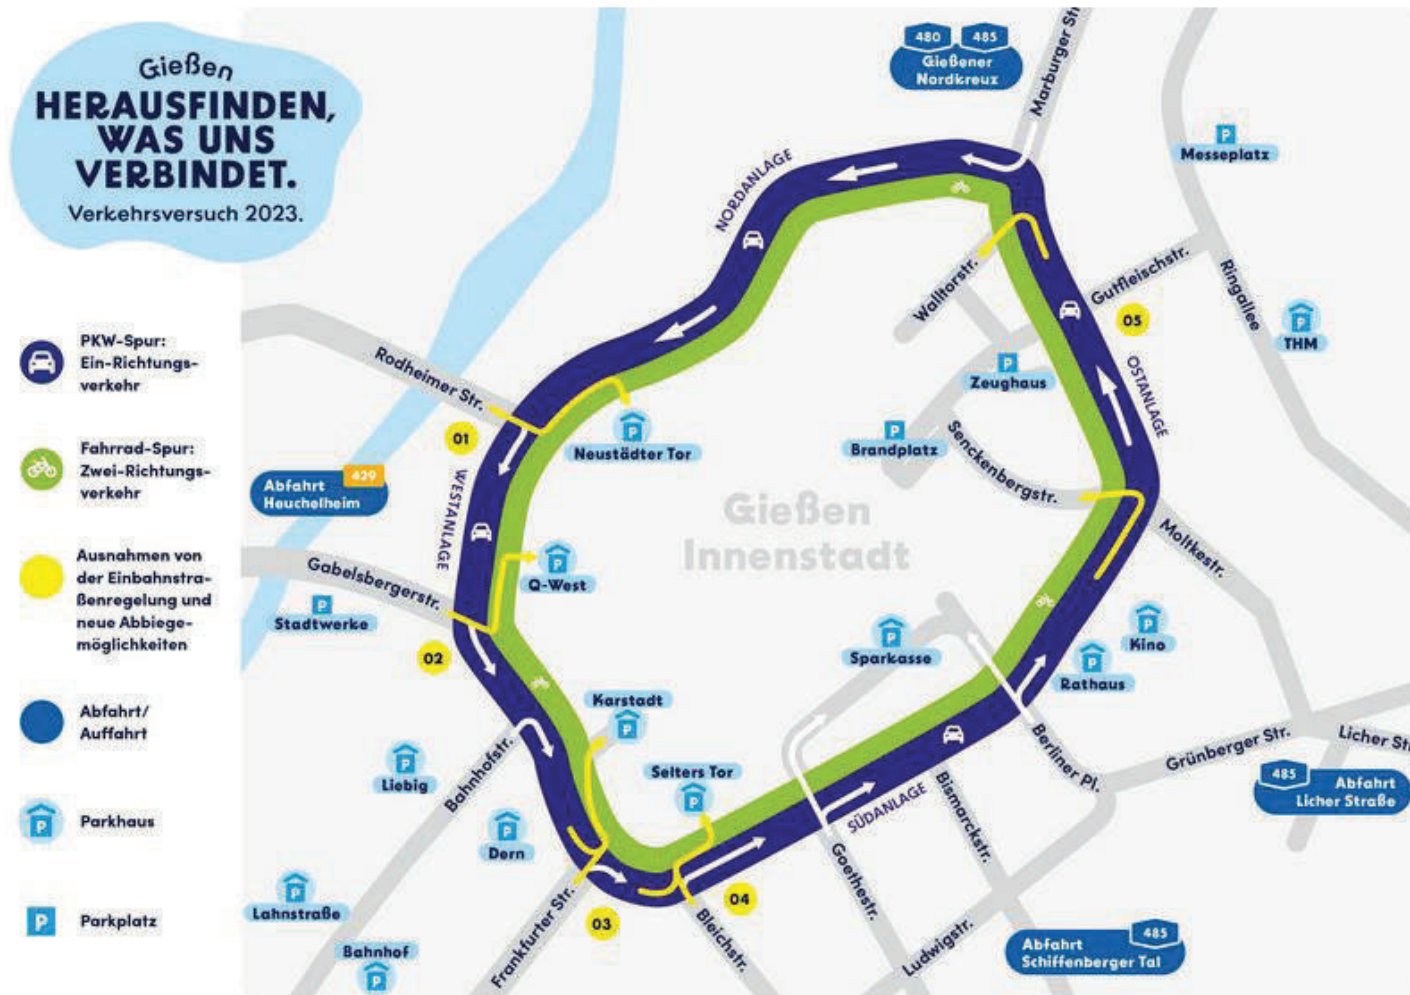 Gießen
HERAUSFINDEN,
WAS UNS
VERBINDET.
Verkehrsversuch 2023.
PKW-Spur:
Ein-Richtungs-
verkehr
Fahrrad-Spur:
Zwei-Richtungs-
verkehr
Ausnahmen von
der Einbahnstra-
ßenregelung und
neue Abbiege-
möglichkeiten
Abfahrt/
Auffahrt
P
Parkhaus
P
Parkplatz
480 485
Gießener
Nordkreuz
Marburger St
NORDANLAGE
P
Messeplatz
Walltorstr.
Gutfleischstr.
Ringallee
05
P
THM
P
Zeughaus
OSTANLAGE
Rodheimer Str.
01
P
Neustädter Tor
P
Brandplatz
Senckenbergstr.
429
Abfahrt
Heuchelheim
WESTANLAGE
Gießen
Innenstadt
Moltkestr.
Gabelsbergerstr.
P
Q-West
P
Stadtwerke
02
P
Sparkasse
P
Kino
P
Rathaus
Karstadt
P
Bahnhofstr.
P
Liebig
Selters Tor
P
SÜDANLAGE
Berliner Pl.
Grünberger Str.
Licher St
485
Abfahrt
Licher Straße
Bismarckstr.
P
Dern
Goethestr.
P
Lahnstraße
Frankfurter Str.
03
04
Bleichstr.
Ludwigstr.
485
Abfahrt
Schiffenberger Tal
Bahnhof
P